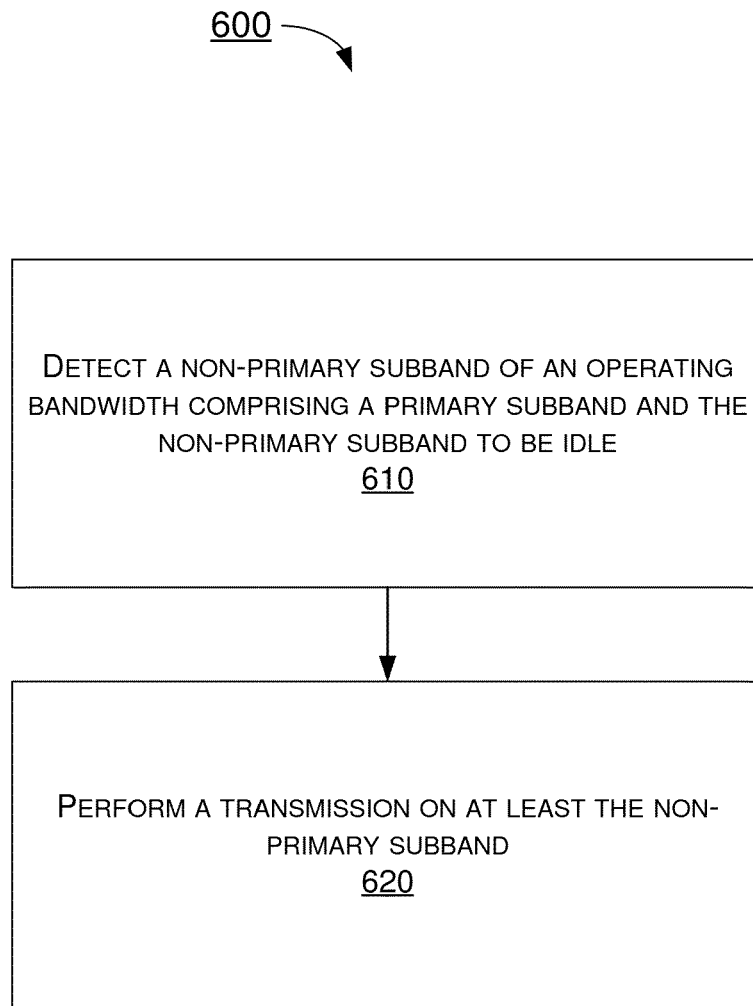 600
DETECT A NON-PRIMARY SUBBAND OF AN OPERATING
BANDWIDTH COMPRISING A PRIMARY SUBBAND AND THE
NON-PRIMARY SUBBAND TO BE IDLE
610
PERFORM A TRANSMISSION ON AT LEAST THE NON-
PRIMARY SUBBAND
620